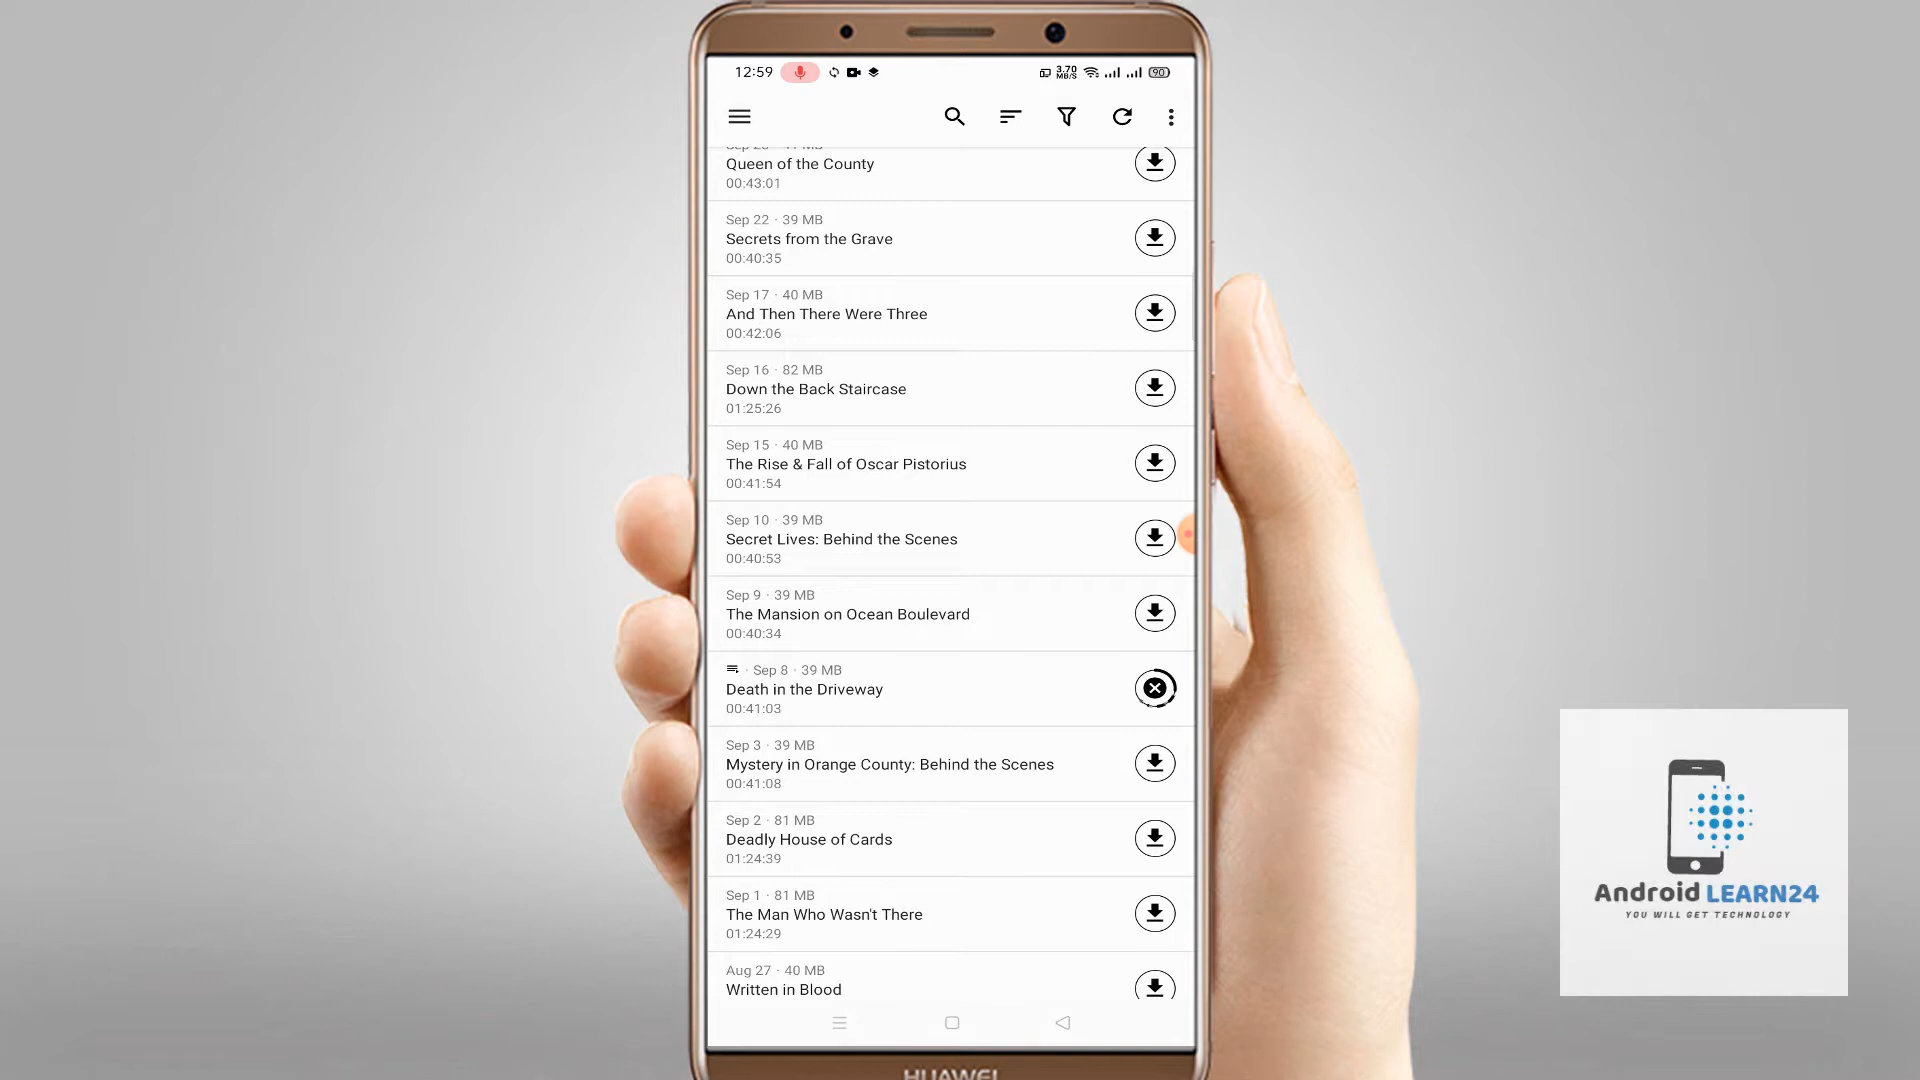 12:59
3.70
MB/S
90
Queen of the County
00:43:01
Sep 22 · 39 MB
Secrets from the Grave
00:40:35
Sep 17 · 40 MB
And Then There Were Three
00:42:06
Sep 16 · 82 MB
Down the Back Staircase
01:25:26
Sep 15 · 40 MB
The Rise & Fall of Oscar Pistorius
00:41:54
Sep 10 · 39 MB
Secret Lives: Behind the Scenes
00:40:53
Sep 9 · 39 MB
The Mansion on Ocean Boulevard
00:40:34
· Sep 8 · 39 MB
Death in the Driveway
00:41:03
Sep 3 · 39 MB
Mystery in Orange County: Behind the Scenes
00:41:08
Sep 2 · 81 MB
Deadly House of Cards
01:24:39
Sep 1 · 81 MB
The Man Who Wasn't There
01:24:29
Aug 27 · 40 MB
Written in Blood
HUAWEI
Android LEARN24
YOU WILL GET TECHNOLOGY